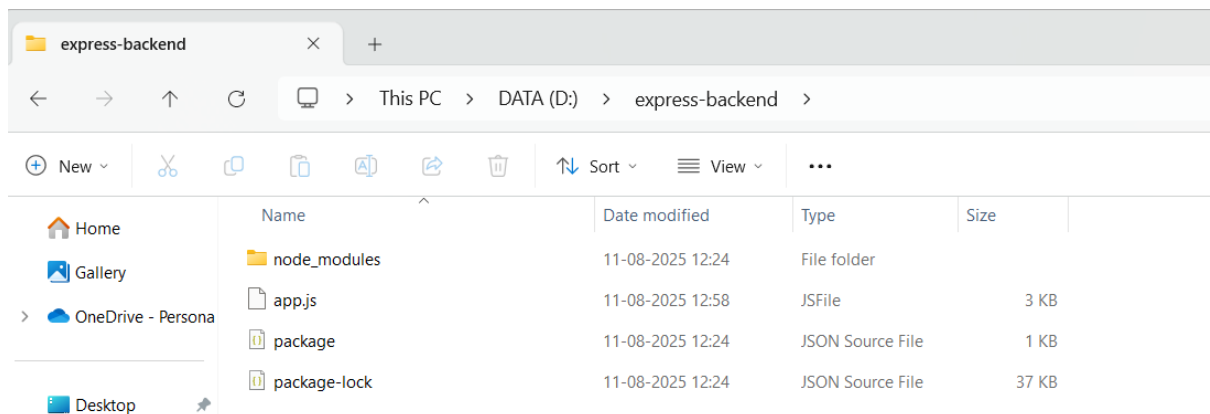 express-backend
This PC > DATA (D:) > express-backend >
New Sort View
Name Date modified Type Size
Home
Gallery
OneDrive - Persona
Desktop
node_modules 11-08-2025 12:24 File folder
app.js 11-08-2025 12:58 JSFile 3 KB
package 11-08-2025 12:24 JSON Source File 1 KB
package-lock 11-08-2025 12:24 JSON Source File 37 KB